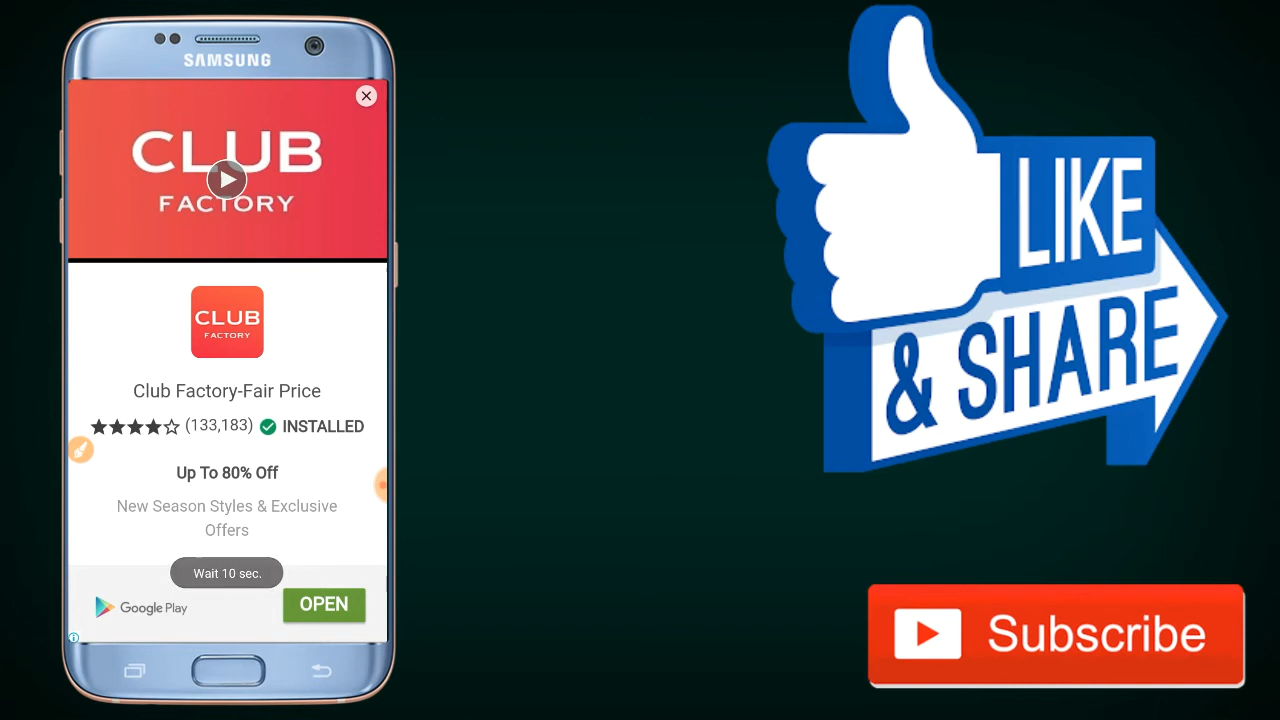 SAMSUNG
CLUB
FACTORY
CLUB
FACTORY
Club Factory-Fair Price
(133,183) INSTALLED
Up To 80% Off
New Season Styles & Exclusive
Offers
Wait 10 sec.
Google Play
OPEN
LIKE
& SHARE
Subscribe